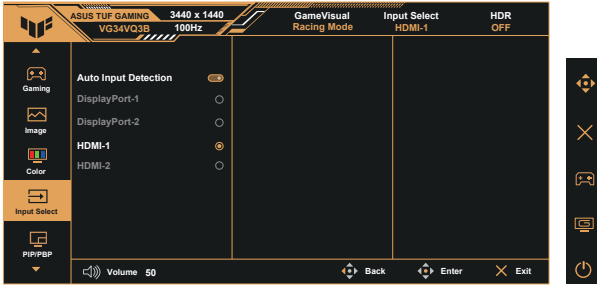 ASUS TUF GAMING 3440 x 1440 GameVisual Input Select HDR
VG34VQ3B 100Hz Racing Mode HDMI-1 OFF
Gaming
Image
Color
Input Select
PIP/PBP
Auto Input Detection
DisplayPort-1
DisplayPort-2
HDMI-1
HDMI-2
Volume 50 Back Enter Exit